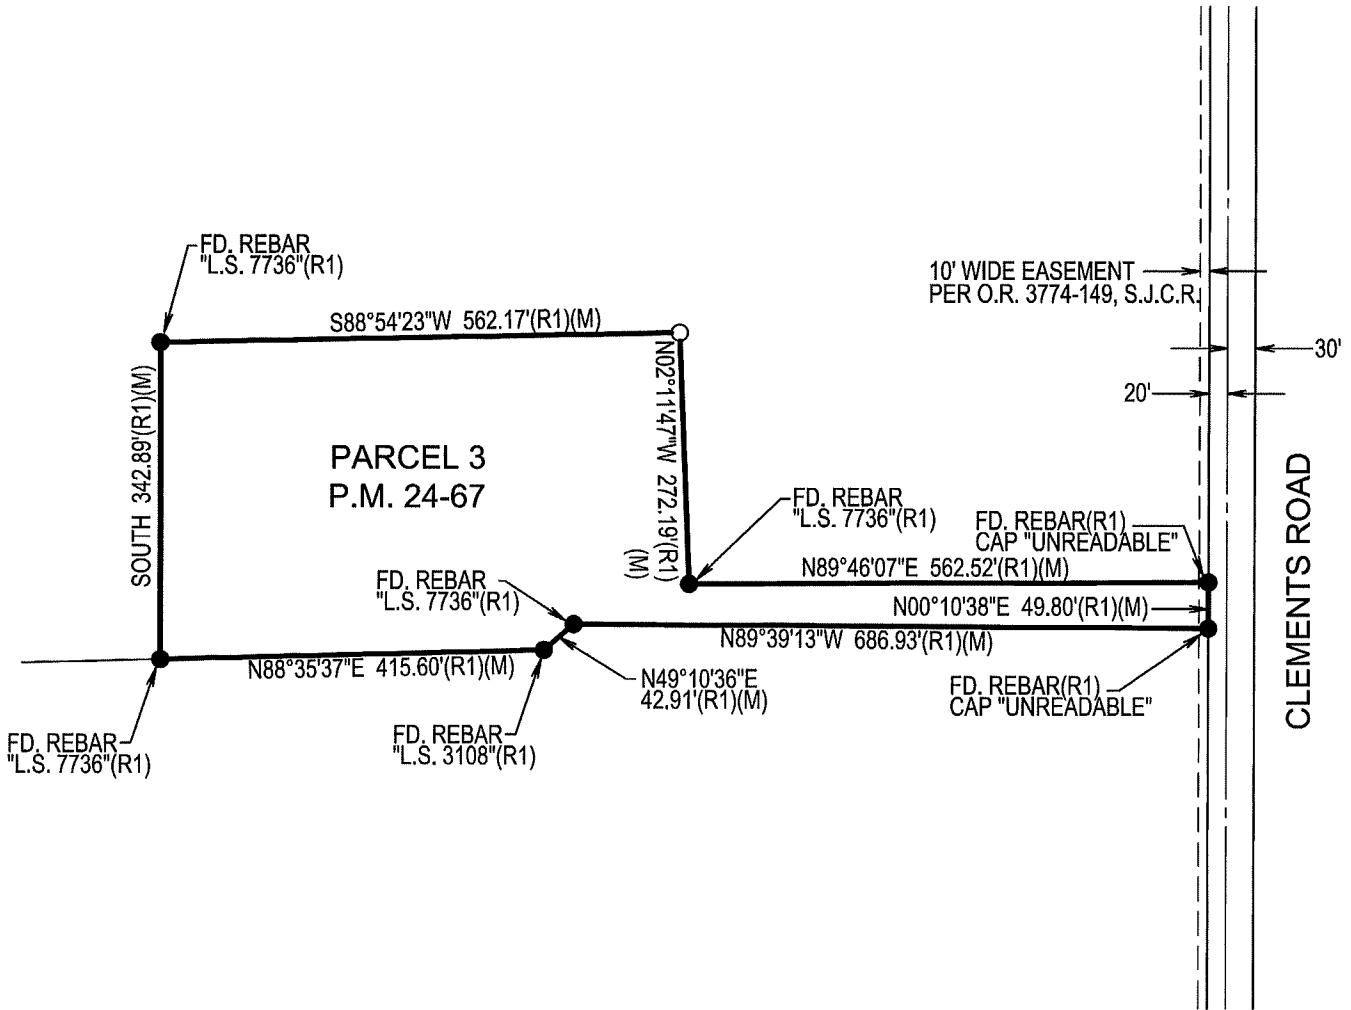 FD. REBAR
"L.S. 7736"(R1)
10' WIDE EASEMENT
PER O.R. 3774-149, S.J.C.R.
S88°54'23"W 562.17'(R1)(M)
30'
20'
SOUTH 342.89'(R1)(M)
N02°11'47"W 272.19'(R1)
(M)
PARCEL 3
P.M. 24-67
FD. REBAR
"L.S. 7736"(R1)
FD. REBAR(R1)
CAP "UNREADABLE"
CLEMENTS ROAD
N89°46'07"E 562.52'(R1)(M)
FD. REBAR
"L.S. 7736"(R1)
N00°10'38"E 49.80'(R1)(M)
N89°39'13"W 686.93'(R1)(M)
N88°35'37"E 415.60'(R1)(M)
N49°10'36"E
42.91'(R1)(M)
FD. REBAR(R1)
CAP "UNREADABLE"
FD. REBAR
"L.S. 3108"(R1)
FD. REBAR
"L.S. 7736"(R1)